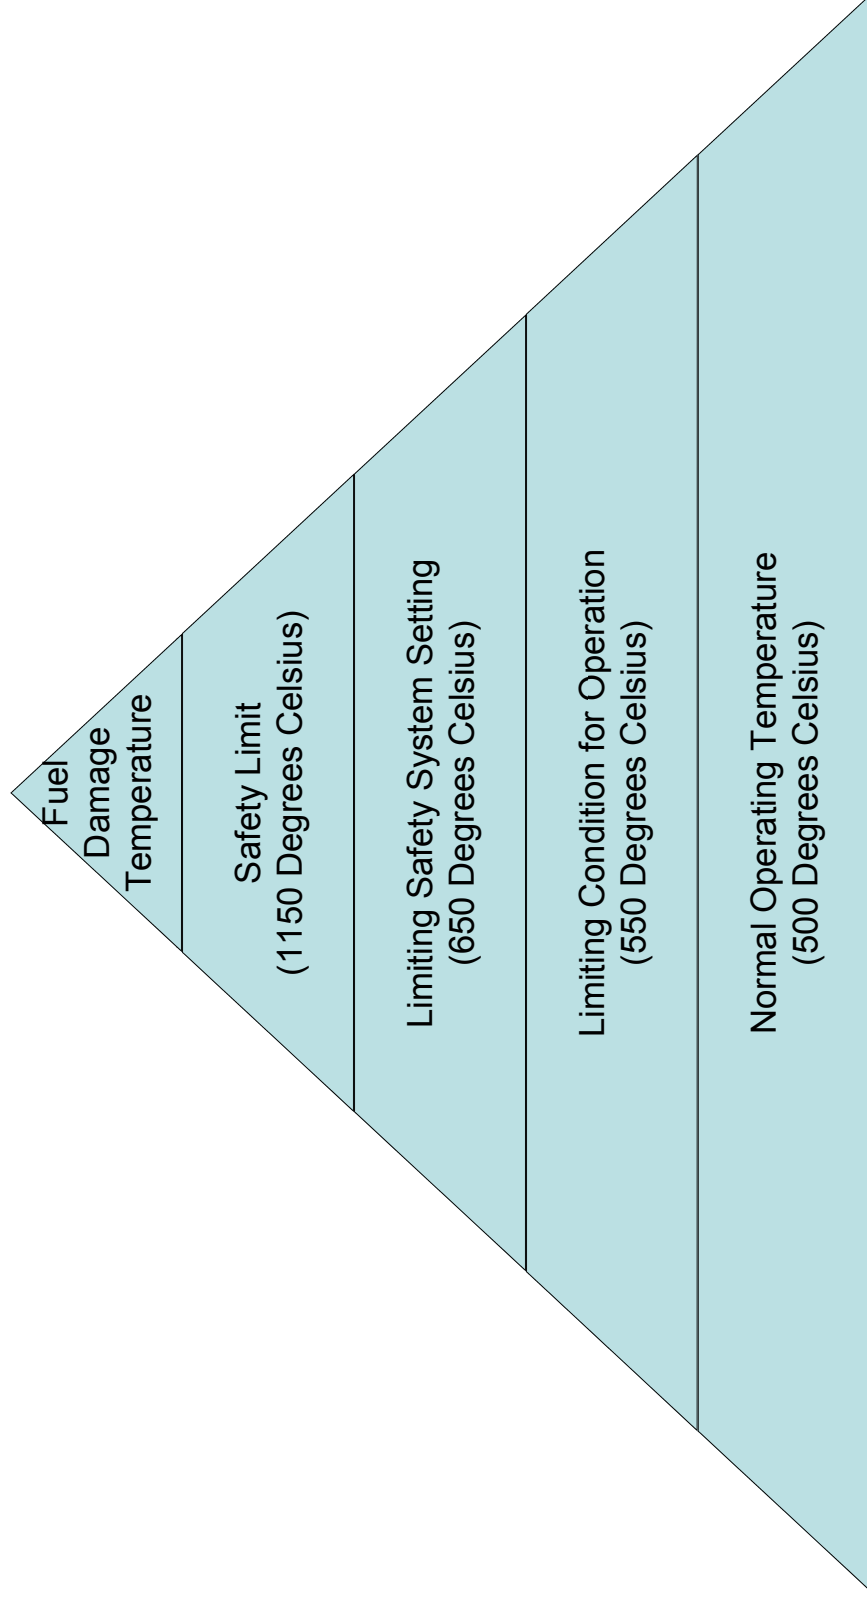 Fuel
Damage
Temperature
Safety Limit
(1150 Degrees Celsius)
Limiting Safety System Setting
(650 Degrees Celsius)
Limiting Condition for Operation
(550 Degrees Celsius)
Normal Operating Temperature
(500 Degrees Celsius)